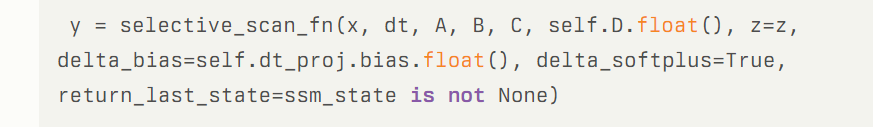 y = selective_scan_fn(x, dt, A, B, C, self.D.float(), z=z,
delta_bias=self.dt_proj.bias.float(), delta_softplus=True,
return_last_state=ssm_state is not None)